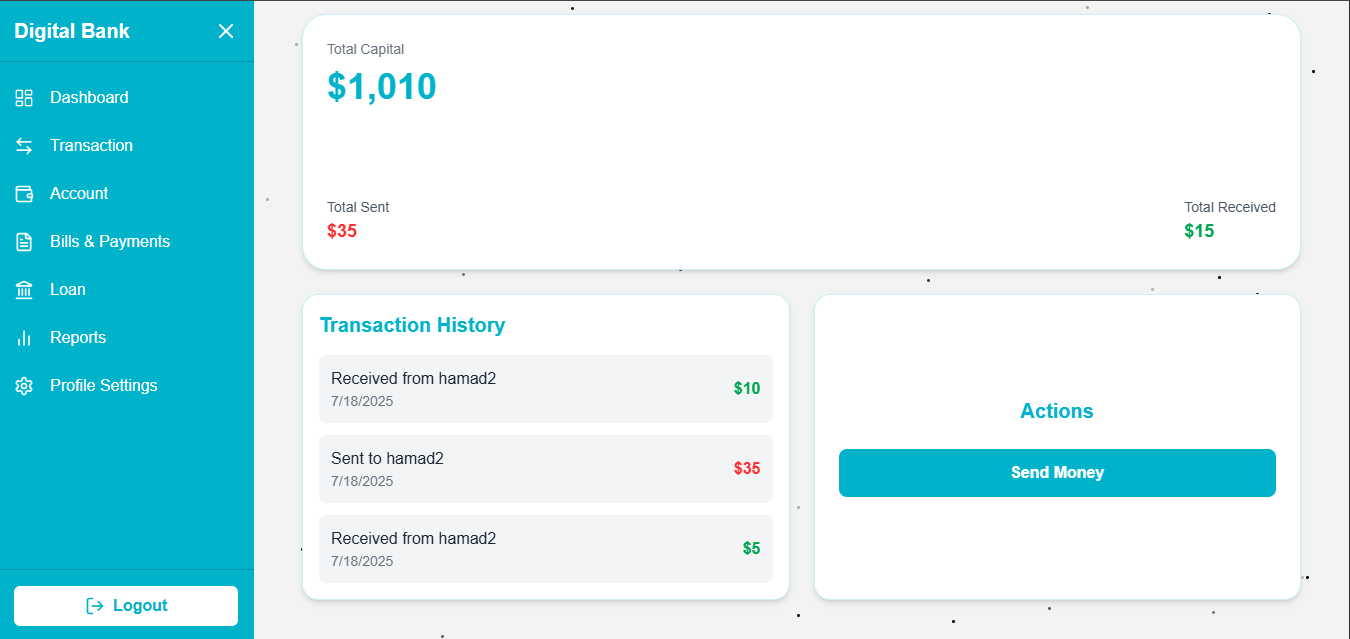 Digital Bank
Dashboard
Transaction
Account
Bills & Payments
Loan
Reports
Profile Settings
Logout
Total Capital
$1,010
Total Sent
$35
Total Received
$15
Transaction History
Received from hamad2
7/18/2025
$10
Sent to hamad2
7/18/2025
$35
Received from hamad2
7/18/2025
$5
Actions
Send Money